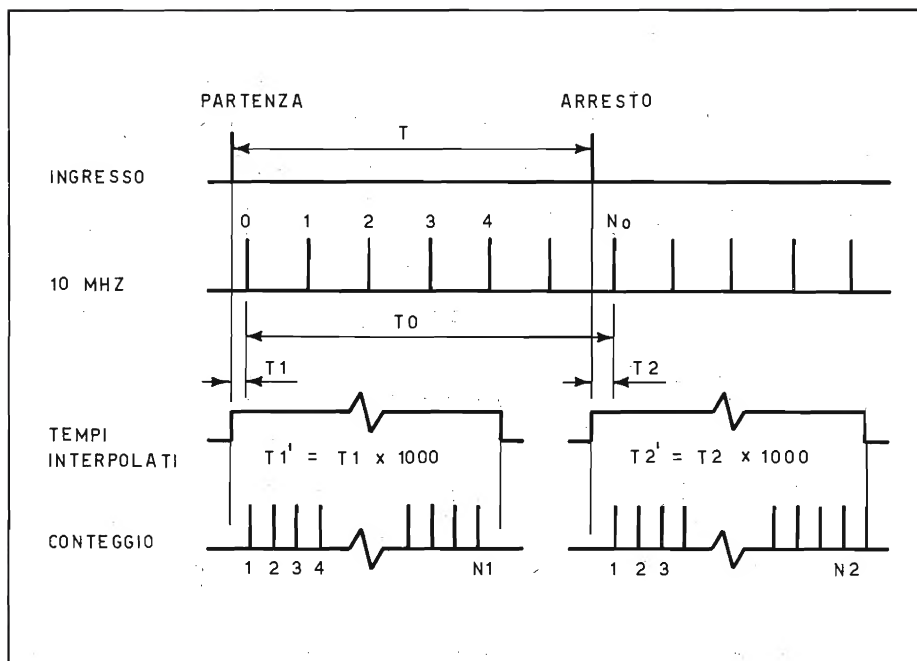 PARTENZA ARRESTO
T
INGRESSO
0 1 2 3 4 No
10 MHZ
TO
T1 T2
TEMPI
INTERPOLATI
T1' = T1 x 1000 T2' = T2 x 1000
CONTEGGIO
1 2 3 4 N1 1 2 3 N2